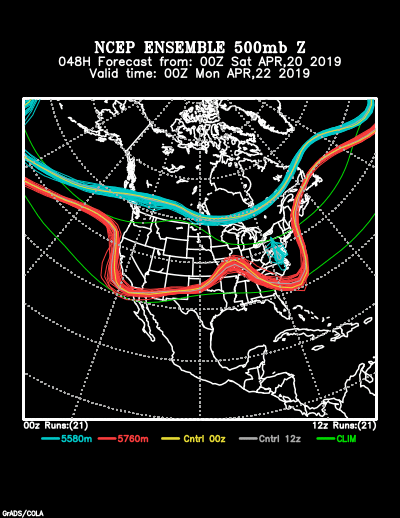 NCEP ENSEMBLE 500mb Z
048H Forecast from: 00Z Sat APR,20 2019
Valid time: 00Z Mon APR,22 2019
00z Runs:(21) 12z Runs:(21)
5580m 5760m Cntrl 00z Cntrl 12z CLIM
GrADS/COLA